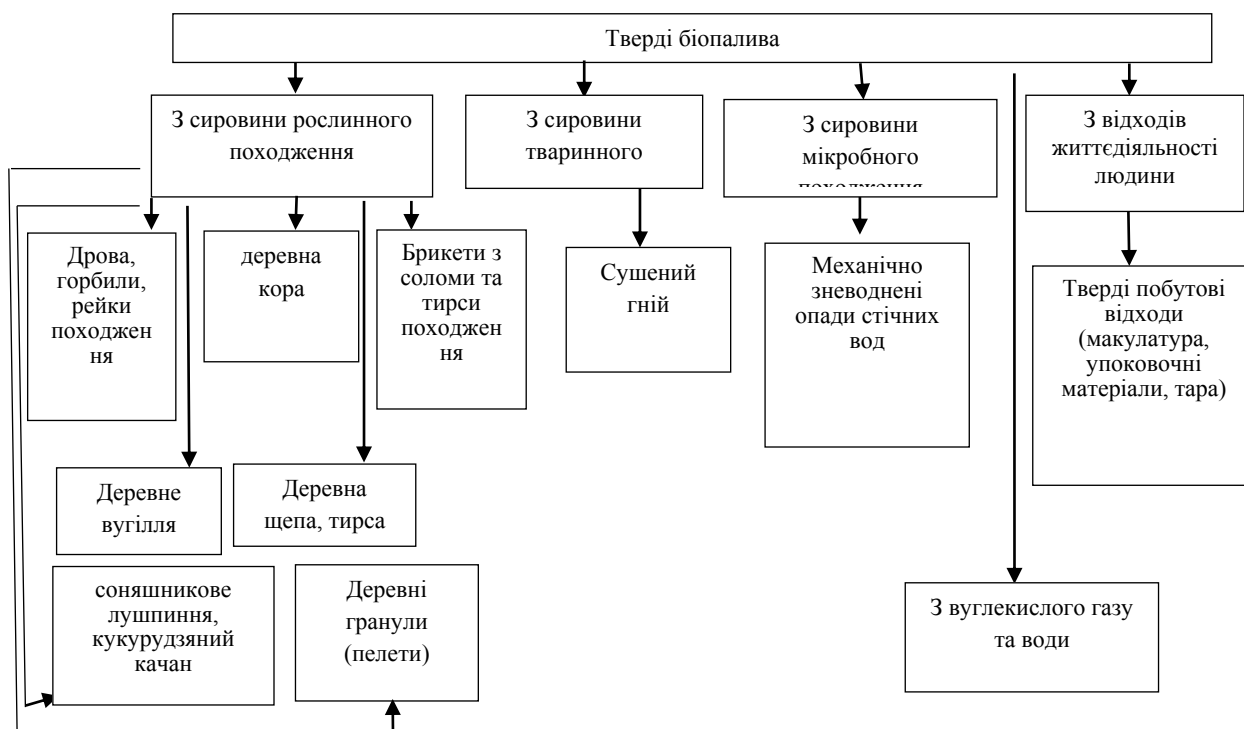 Тверді біопалива
З сировини рослинного
походження
З сировини
тваринного
З сировини
мікробного
походження
З відходів
життєдіяльності
людини
Дрова,
горбили,
рейки
походжен
ня
деревна
кора
Брикети з
соломи та
тирси
походжен
ня
Сушений
гній
Механічно
зневоднені
опади стічних
вод
Тверді побутові
відходи
(макулатура,
упоковочні
матеріали, тара)
Деревне
вугілля
Деревна
щепа, тирса
соняшникове
лушпиння,
кукурудзяний
качан
Деревні
гранули
(пелети)
З вуглекислого газу
та води